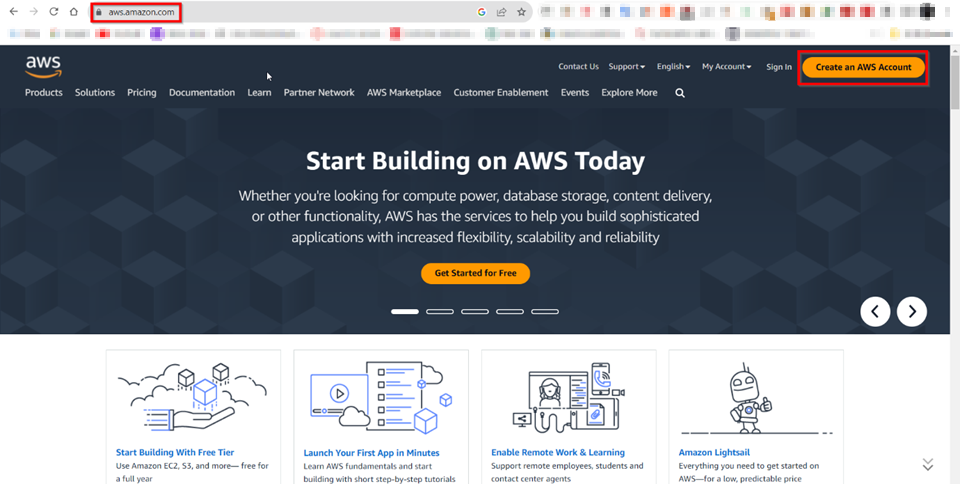 aws.amazon.com
aws
Contact Us Support English My Account Sign In Create an AWS Account
Products Solutions Pricing Documentation Learn Partner Network AWS Marketplace Customer Enablement Events Explore More
Start Building on AWS Today
Whether you're looking for compute power, database storage, content delivery,
or other functionality, AWS has the services to help you build sophisticated
applications with increased flexibility, scalability and reliability
Get Started for Free
Start Building With Free Tier
Use Amazon EC2, S3, and more— free for
a full year
Launch Your First App in Minutes
Learn AWS fundamentals and start
building with short step-by-step tutorials
Enable Remote Work & Learning
Support remote employees, students and
contact center agents
Amazon Lightsail
Everything you need to get started on
AWS—for a low, predictable price